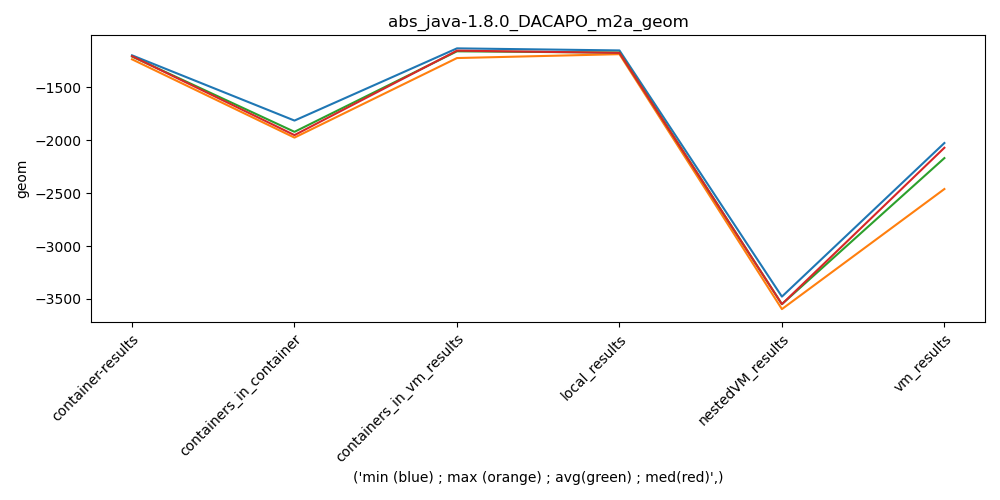 abs_java-1.8.0_DACAPO_m2a_geom
geom
−1500
−2000
−2500
−3000
−3500
container-results
containers_in_container
containers_in_vm_results
local_results
nestedVM_results
vm_results
('min (blue) ; max (orange) ; avg(green) ; med(red)',)